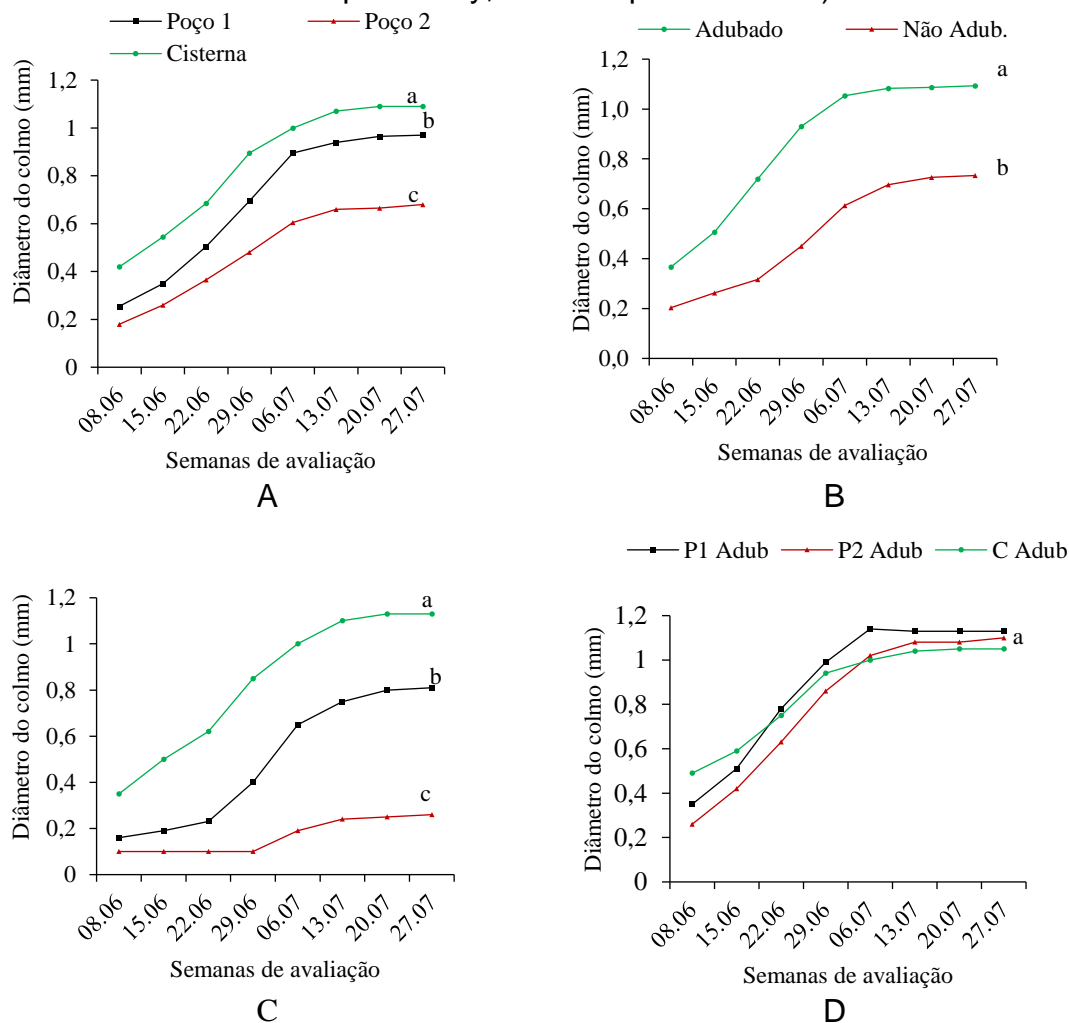 Poço 1
Poço 2
Cisterna
Diâmetro do colmo (mm)
1,2
1
0,8
0,6
0,4
0,2
0
a
b
c
08.06
15.06
22.06
29.06
06.07
13.07
20.07
27.07
Semanas de avaliação
A
Adubado
Não Adub.
Diâmetro do colmo (mm)
1,2
1,0
0,8
0,6
0,4
0,2
0,0
a
b
08.06
15.06
22.06
29.06
06.07
13.07
20.07
27.07
Semanas de avaliação
B
Diâmetro do colmo (mm)
1,2
1
0,8
0,6
0,4
0,2
0
a
b
c
08.06
15.06
22.06
29.06
06.07
13.07
20.07
27.07
Semanas de avaliação
C
P1 Adub
P2 Adub
C Adub
Diâmetro do colmo (mm)
1,2
1
0,8
0,6
0,4
0,2
0
a
08.06
15.06
22.06
29.06
06.07
13.07
20.07
27.07
Semanas de avaliação
D